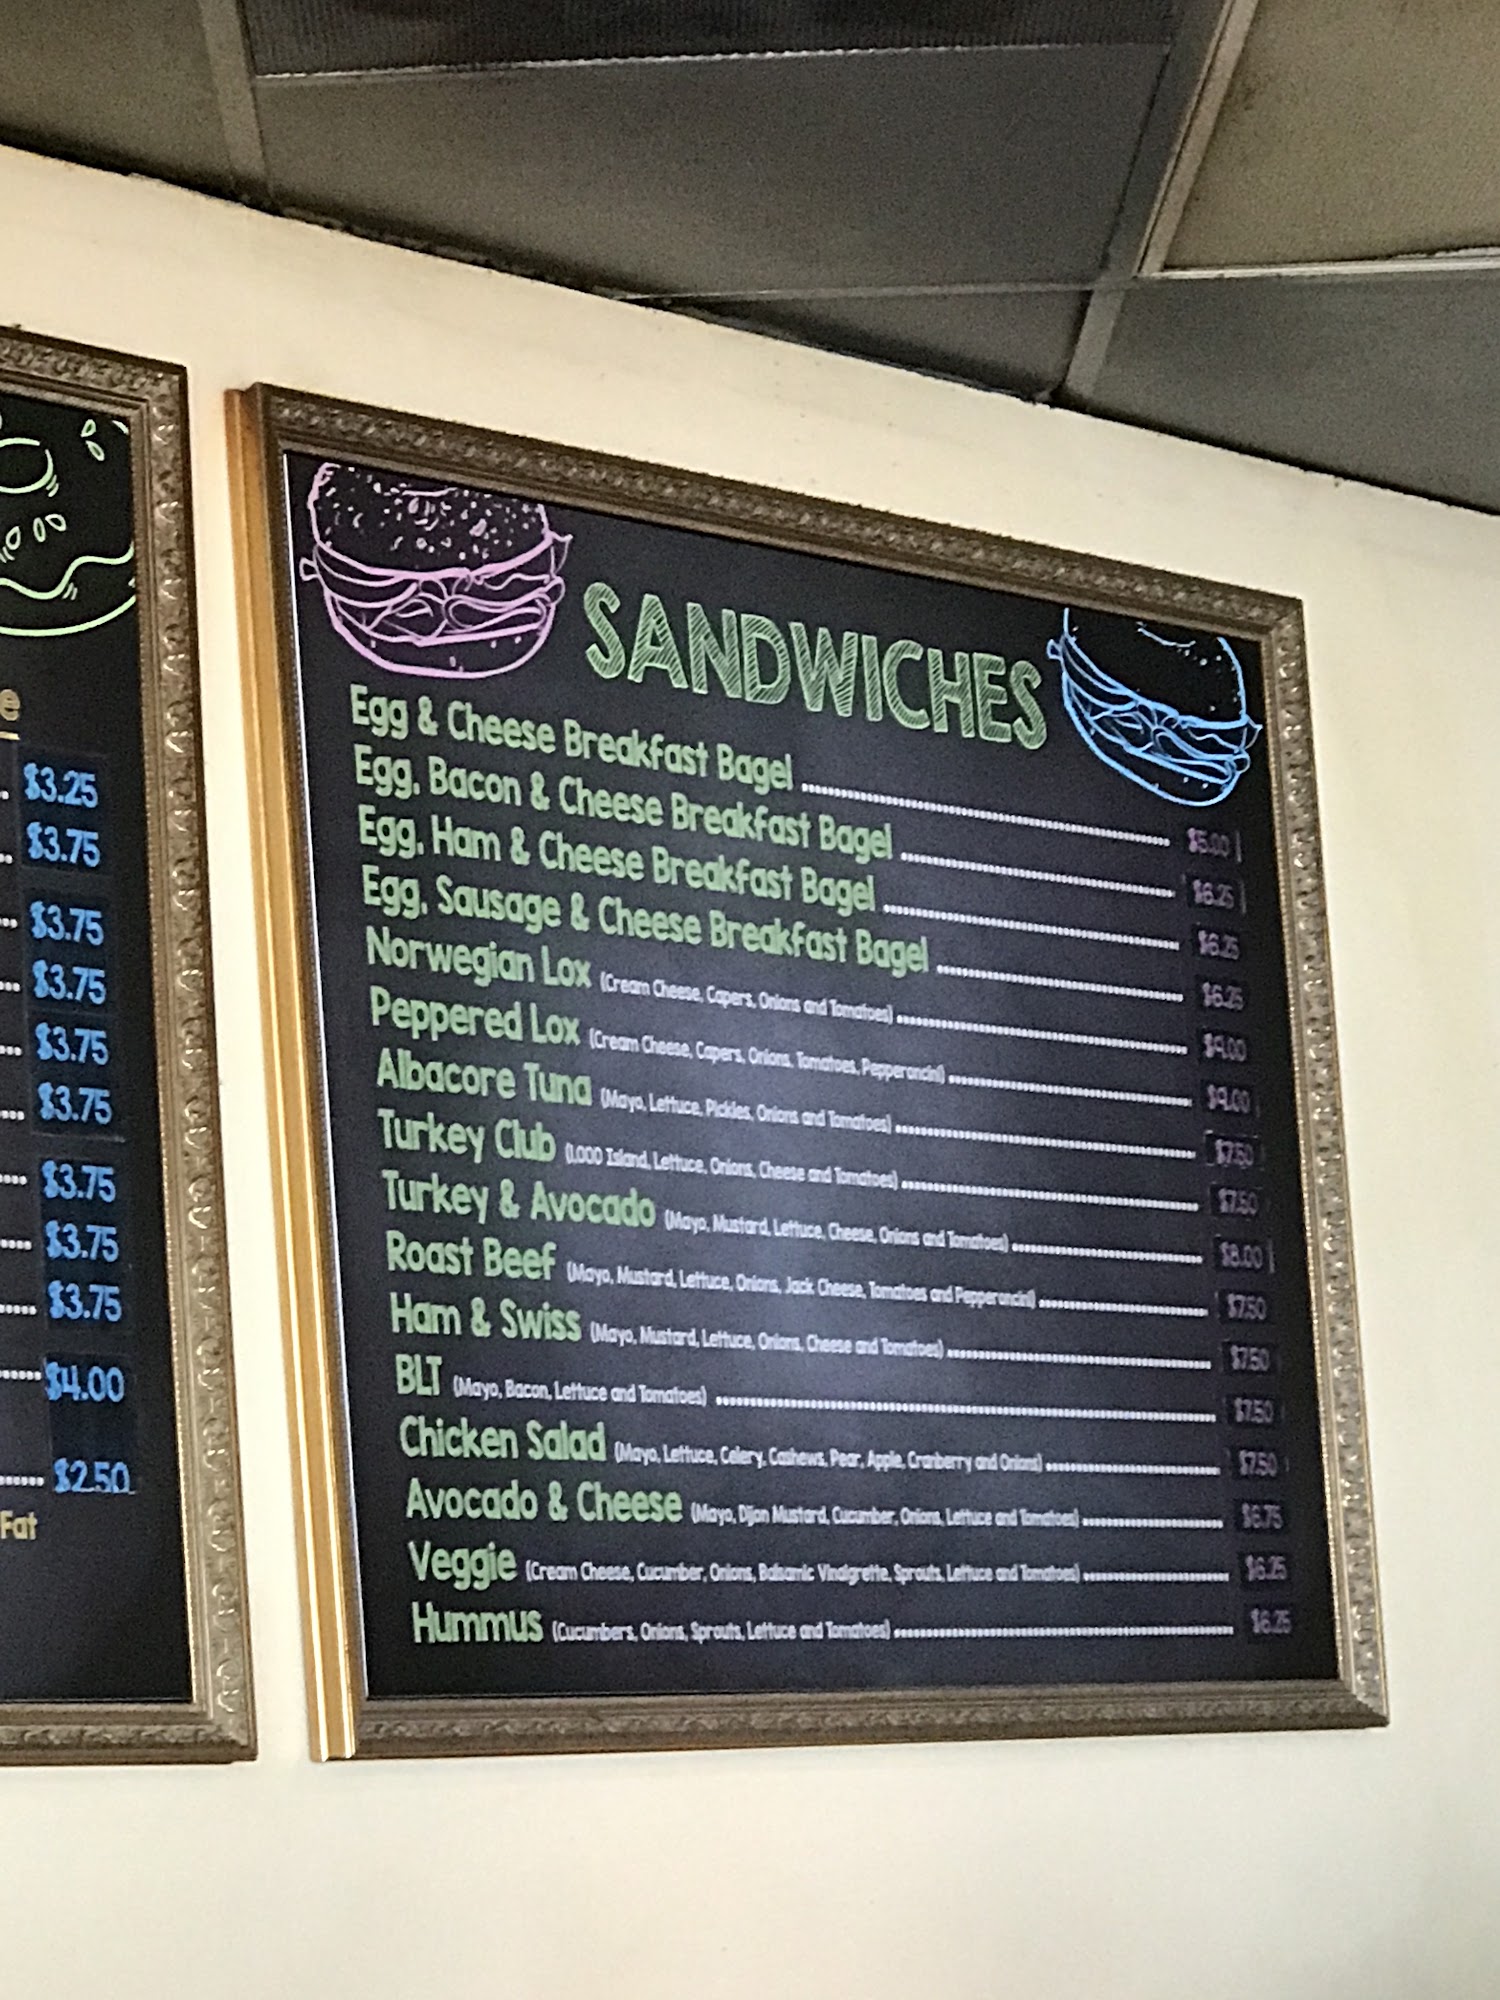 e
$3.25
$3.75
$3.75
$3.75
$3.75
$3.75
$3.75
$3.75
$3.75
$4.00
$2.50
Fat
SANDWICHES
Egg & Cheese Breakfast Bagel $5.00
Egg, Bacon & Cheese Breakfast Bagel $6.25
Egg, Ham & Cheese Breakfast Bagel $6.25
Egg, Sausage & Cheese Breakfast Bagel $6.25
Norwegian Lox (Cream Cheese, Capers, Onions and Tomatoes) $9.00
Peppered Lox (Cream Cheese, Capers, Onions, Tomatoes, Pepperoncini) $9.00
Albacore Tuna (Mayo, Lettuce, Pickles, Onions and Tomatoes) $7.50
Turkey Club (1,000 Island, Lettuce, Onions, Cheese and Tomatoes) $7.50
Turkey & Avocado (Mayo, Mustard, Lettuce, Cheese, Onions and Tomatoes) $8.00
Roast Beef (Mayo, Mustard, Lettuce, Onions, Jack Cheese, Tomatoes and Pepperoncini) $7.50
Ham & Swiss (Mayo, Mustard, Lettuce, Onions, Cheese and Tomatoes) $7.50
BLT (Mayo, Bacon, Lettuce and Tomatoes) $7.50
Chicken Salad (Mayo, Lettuce, Celery, Cashews, Pear, Apple, Cranberry and Onions) $7.50
Avocado & Cheese (Mayo, Dijon Mustard, Cucumber, Onions, Lettuce and Tomatoes) $6.75
Veggie (Cream Cheese, Cucumber, Onions, Balsamic Vinaigrette, Sprouts, Lettuce and Tomatoes) $6.25
Hummus (Cucumbers, Onions, Sprouts, Lettuce and Tomatoes) $6.25